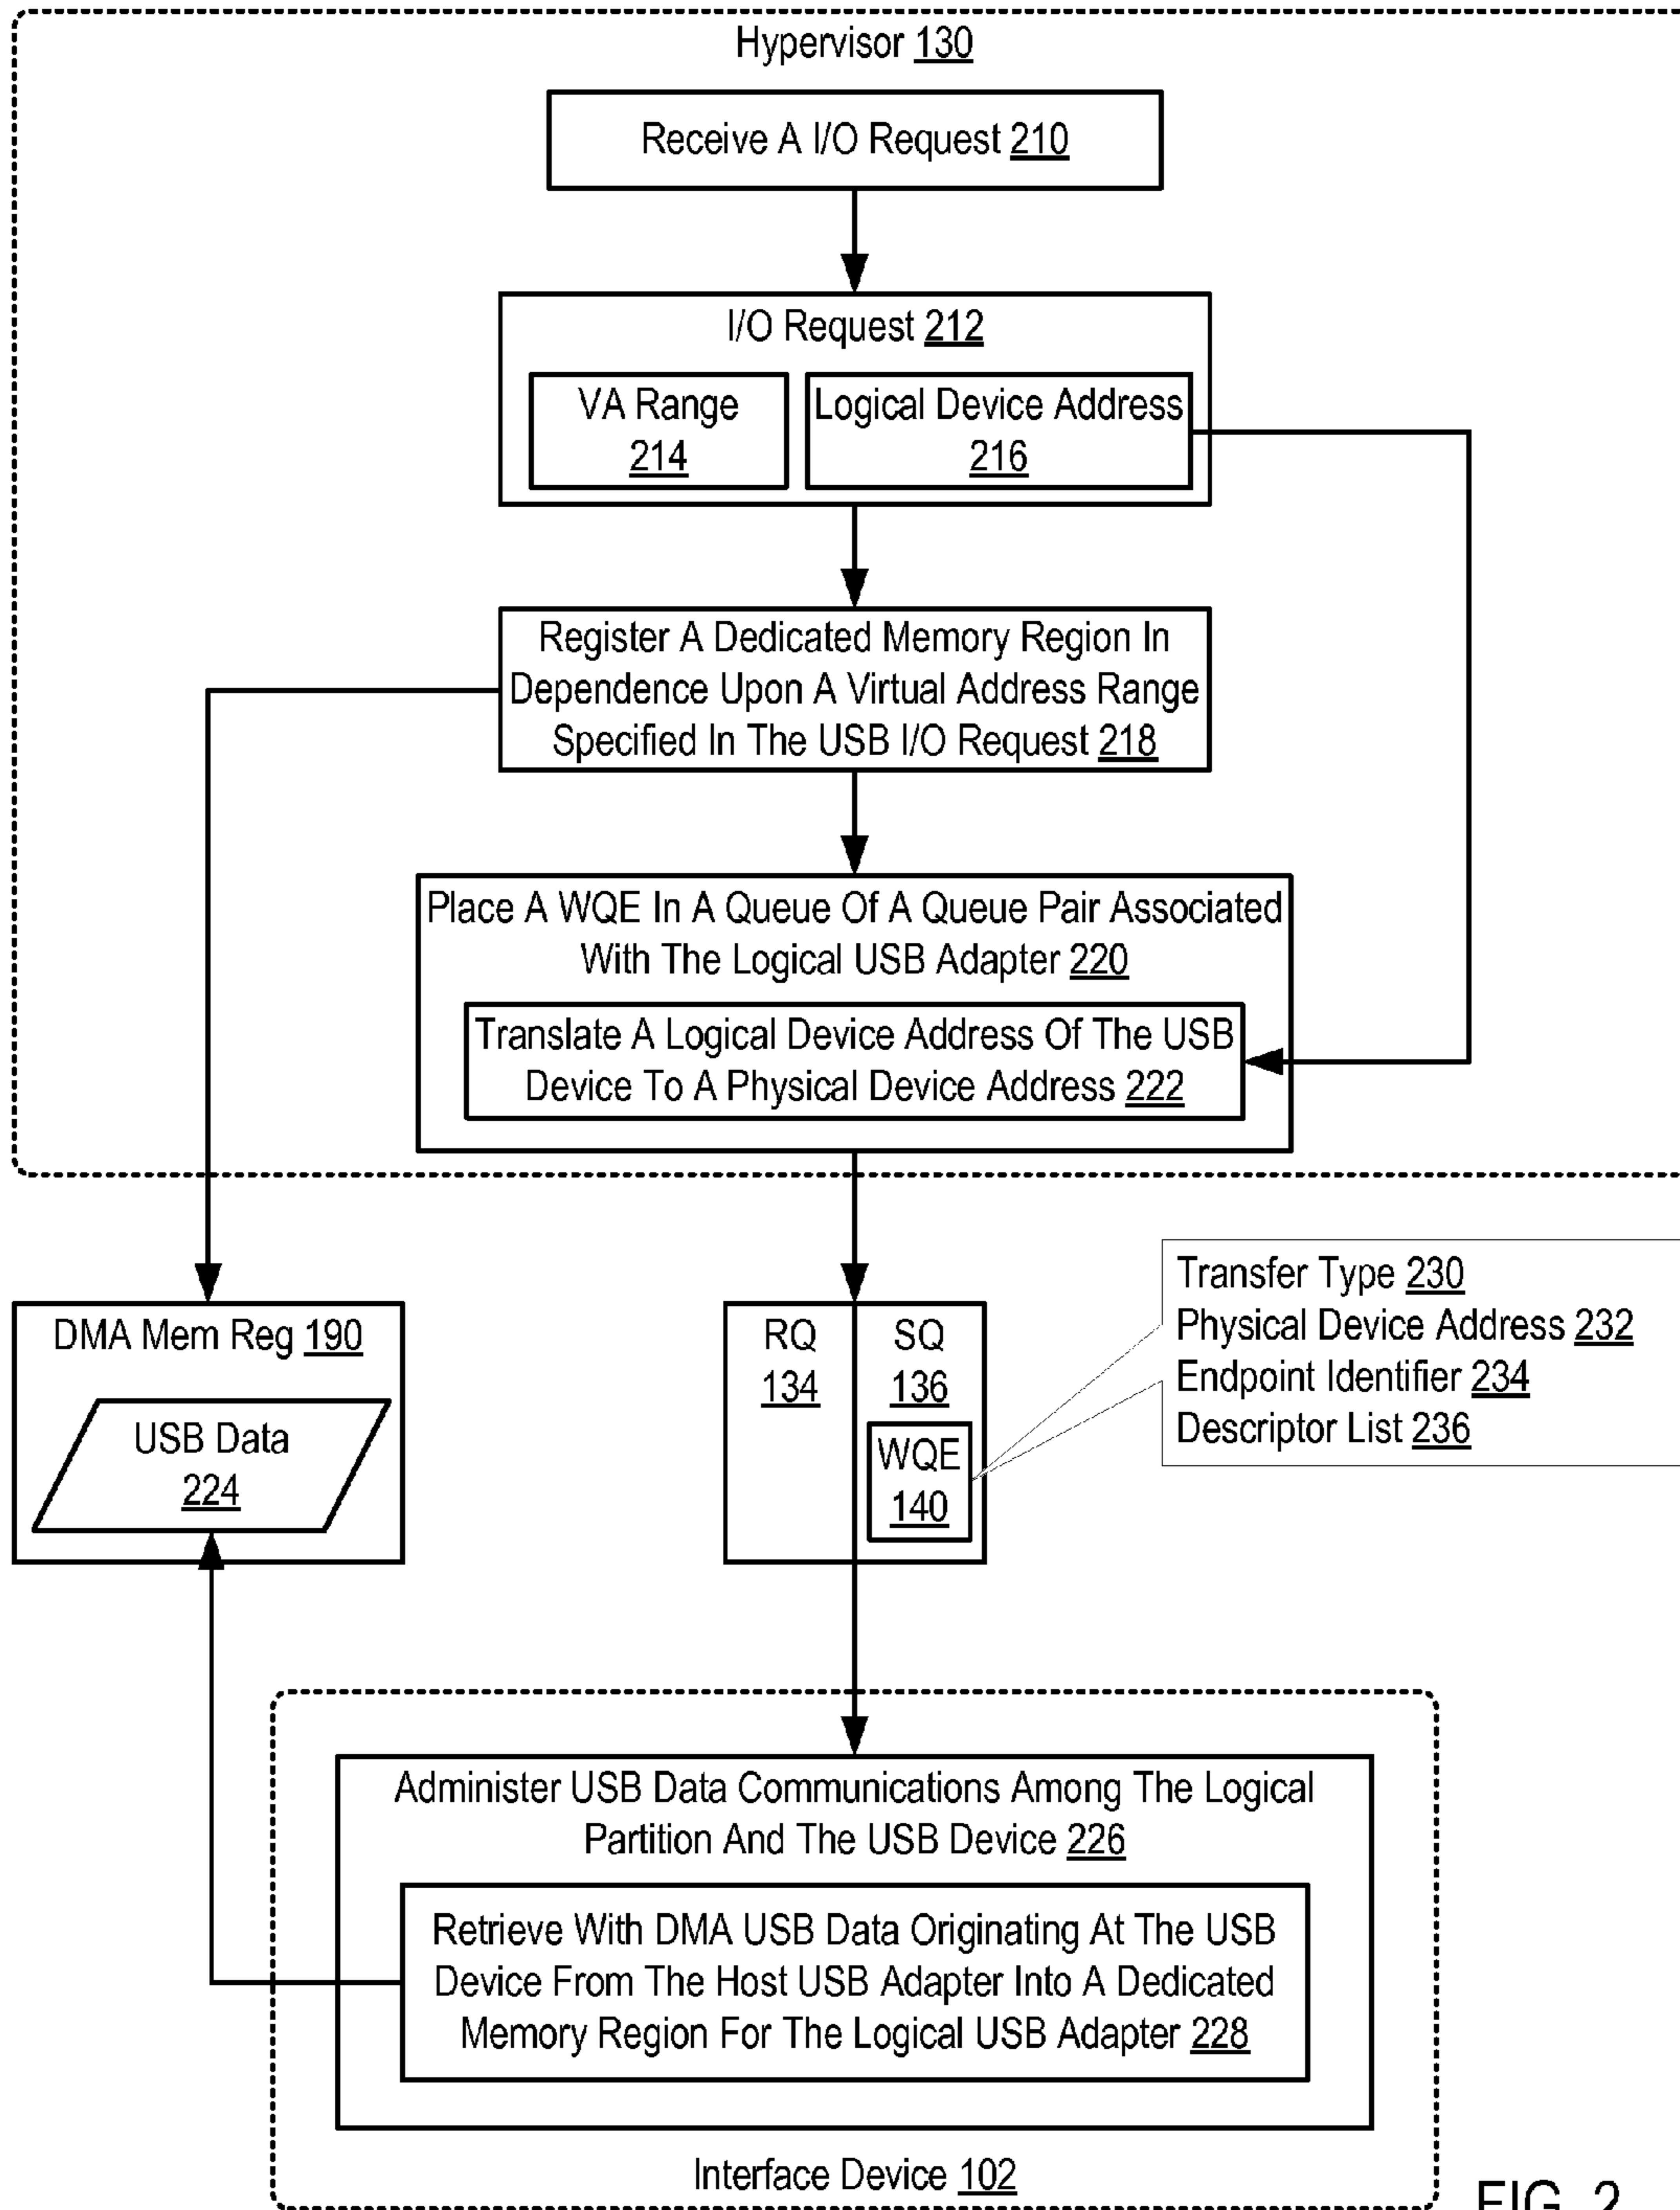 Hypervisor 130
Receive A I/O Request 210
I/O Request 212
VA Range
214
Logical Device Address
216
Register A Dedicated Memory Region In
Dependence Upon A Virtual Address Range
Specified In The USB I/O Request 218
Place A WQE In A Queue Of A Queue Pair Associated
With The Logical USB Adapter 220
Translate A Logical Device Address Of The USB
Device To A Physical Device Address 222
DMA Mem Reg 190
USB Data
224
RQ
134
SQ
136
WQE
140
Transfer Type 230
Physical Device Address 232
Endpoint Identifier 234
Descriptor List 236
Administer USB Data Communications Among The Logical
Partition And The USB Device 226
Retrieve With DMA USB Data Originating At The USB
Device From The Host USB Adapter Into A Dedicated
Memory Region For The Logical USB Adapter 228
Interface Device 102
FIG. 2